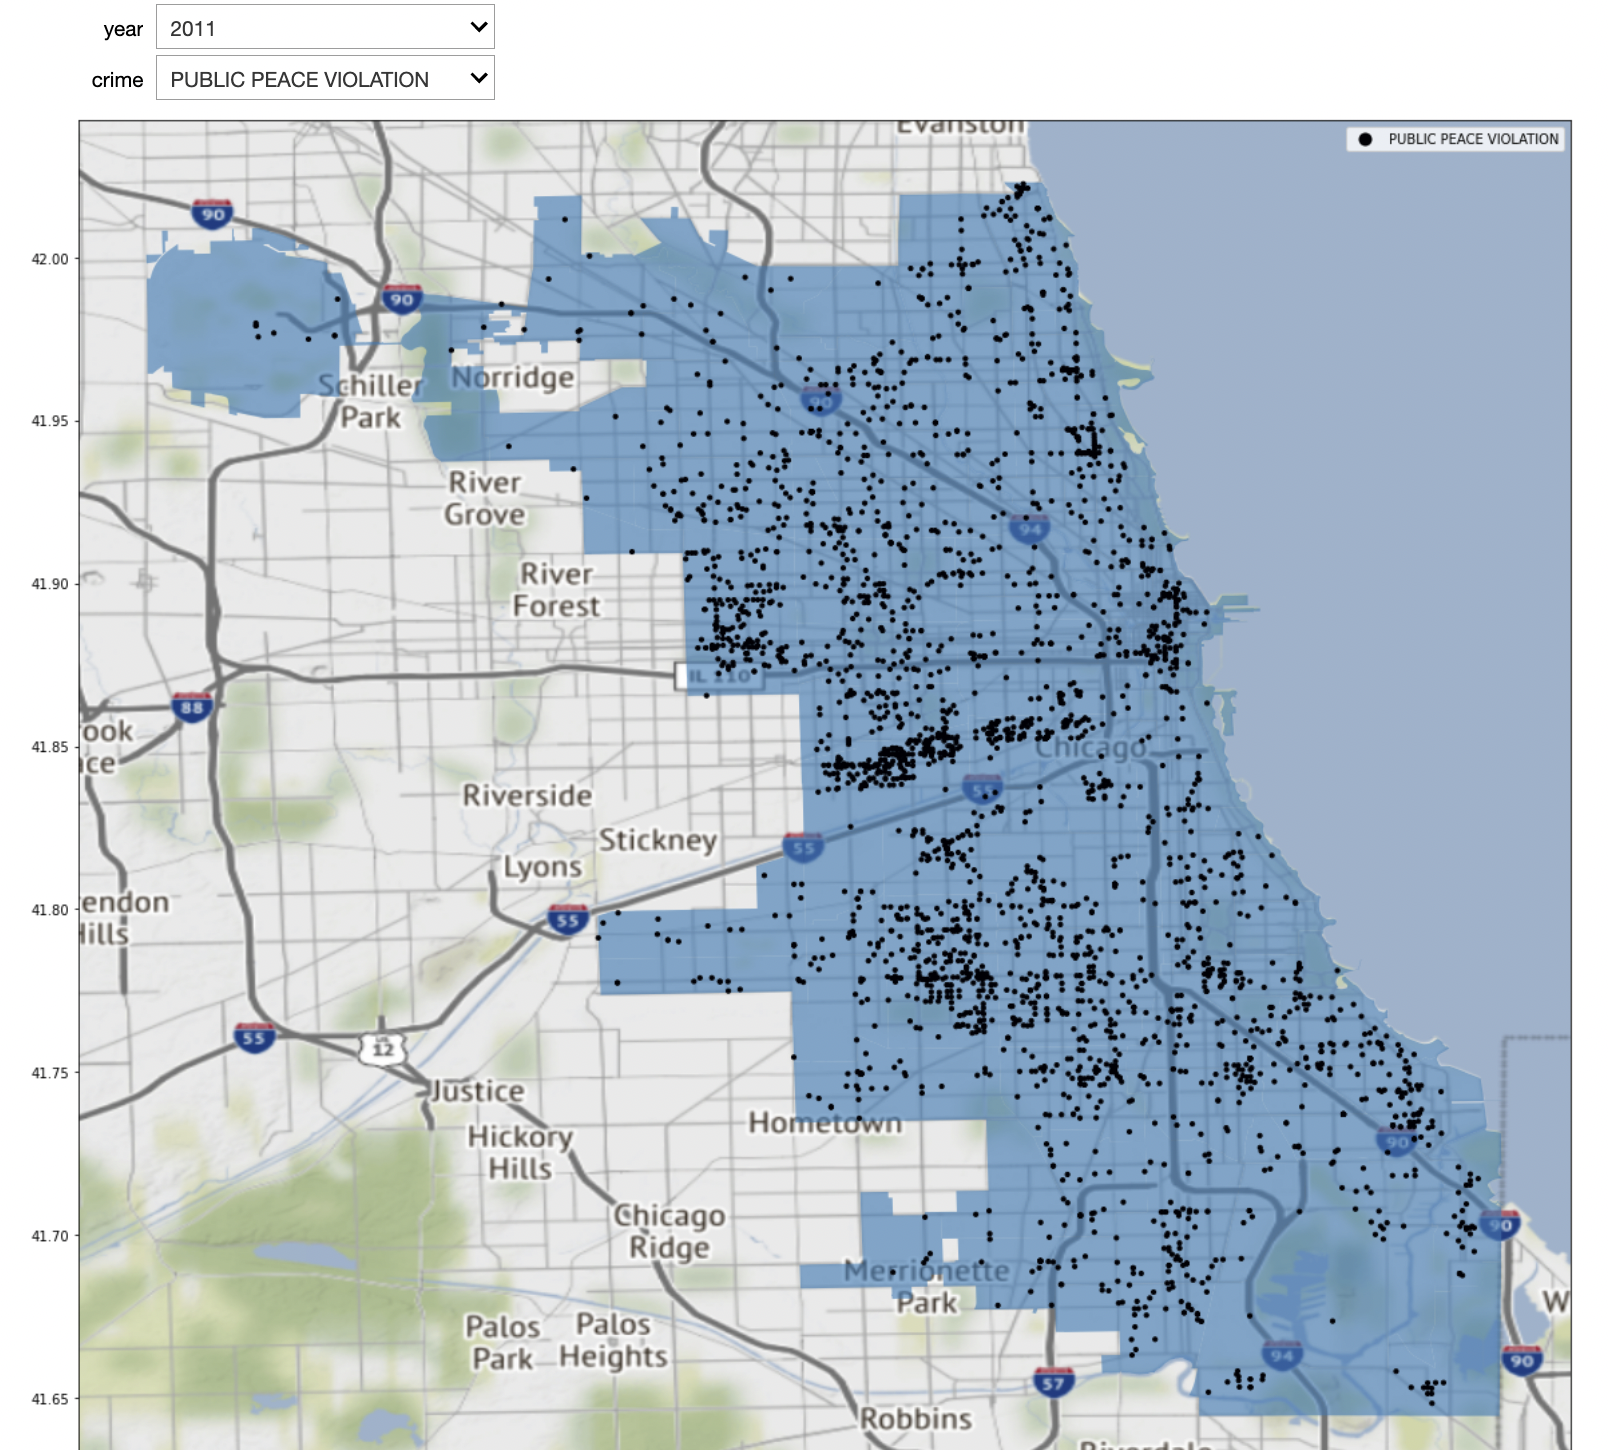 year 2011
crime PUBLIC PEACE VIOLATION
Evanston
PUBLIC PEACE VIOLATION
90
42.00
90
Schiller
Park
Norridge
90
41.95
River
Grove
94
41.90
River
Forest
IL 110
88
ook
ce
41.85
Chicago
55
Riverside
Stickney
55
Lyons
endon
Hills
41.80
55
55
12
41.75
Justice
Hometown
Hickory
Hills
90
Chicago
Ridge
41.70
90
Merrionette
Park
W
Palos
Park
Palos
Heights
94
90
57
41.65
Robbins
Riverdale